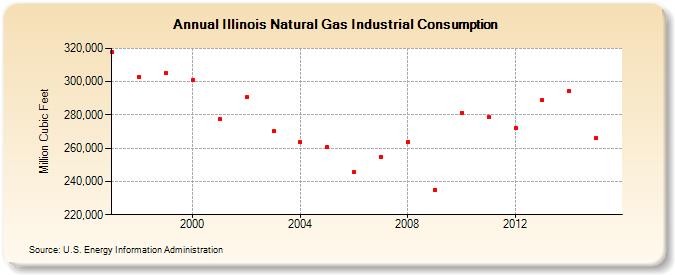 Annual Illinois Natural Gas Industrial Consumption
Million Cubic Feet
320,000
300,000
280,000
260,000
240,000
220,000
2000 2004 2008 2012
Source: U.S. Energy Information Administration